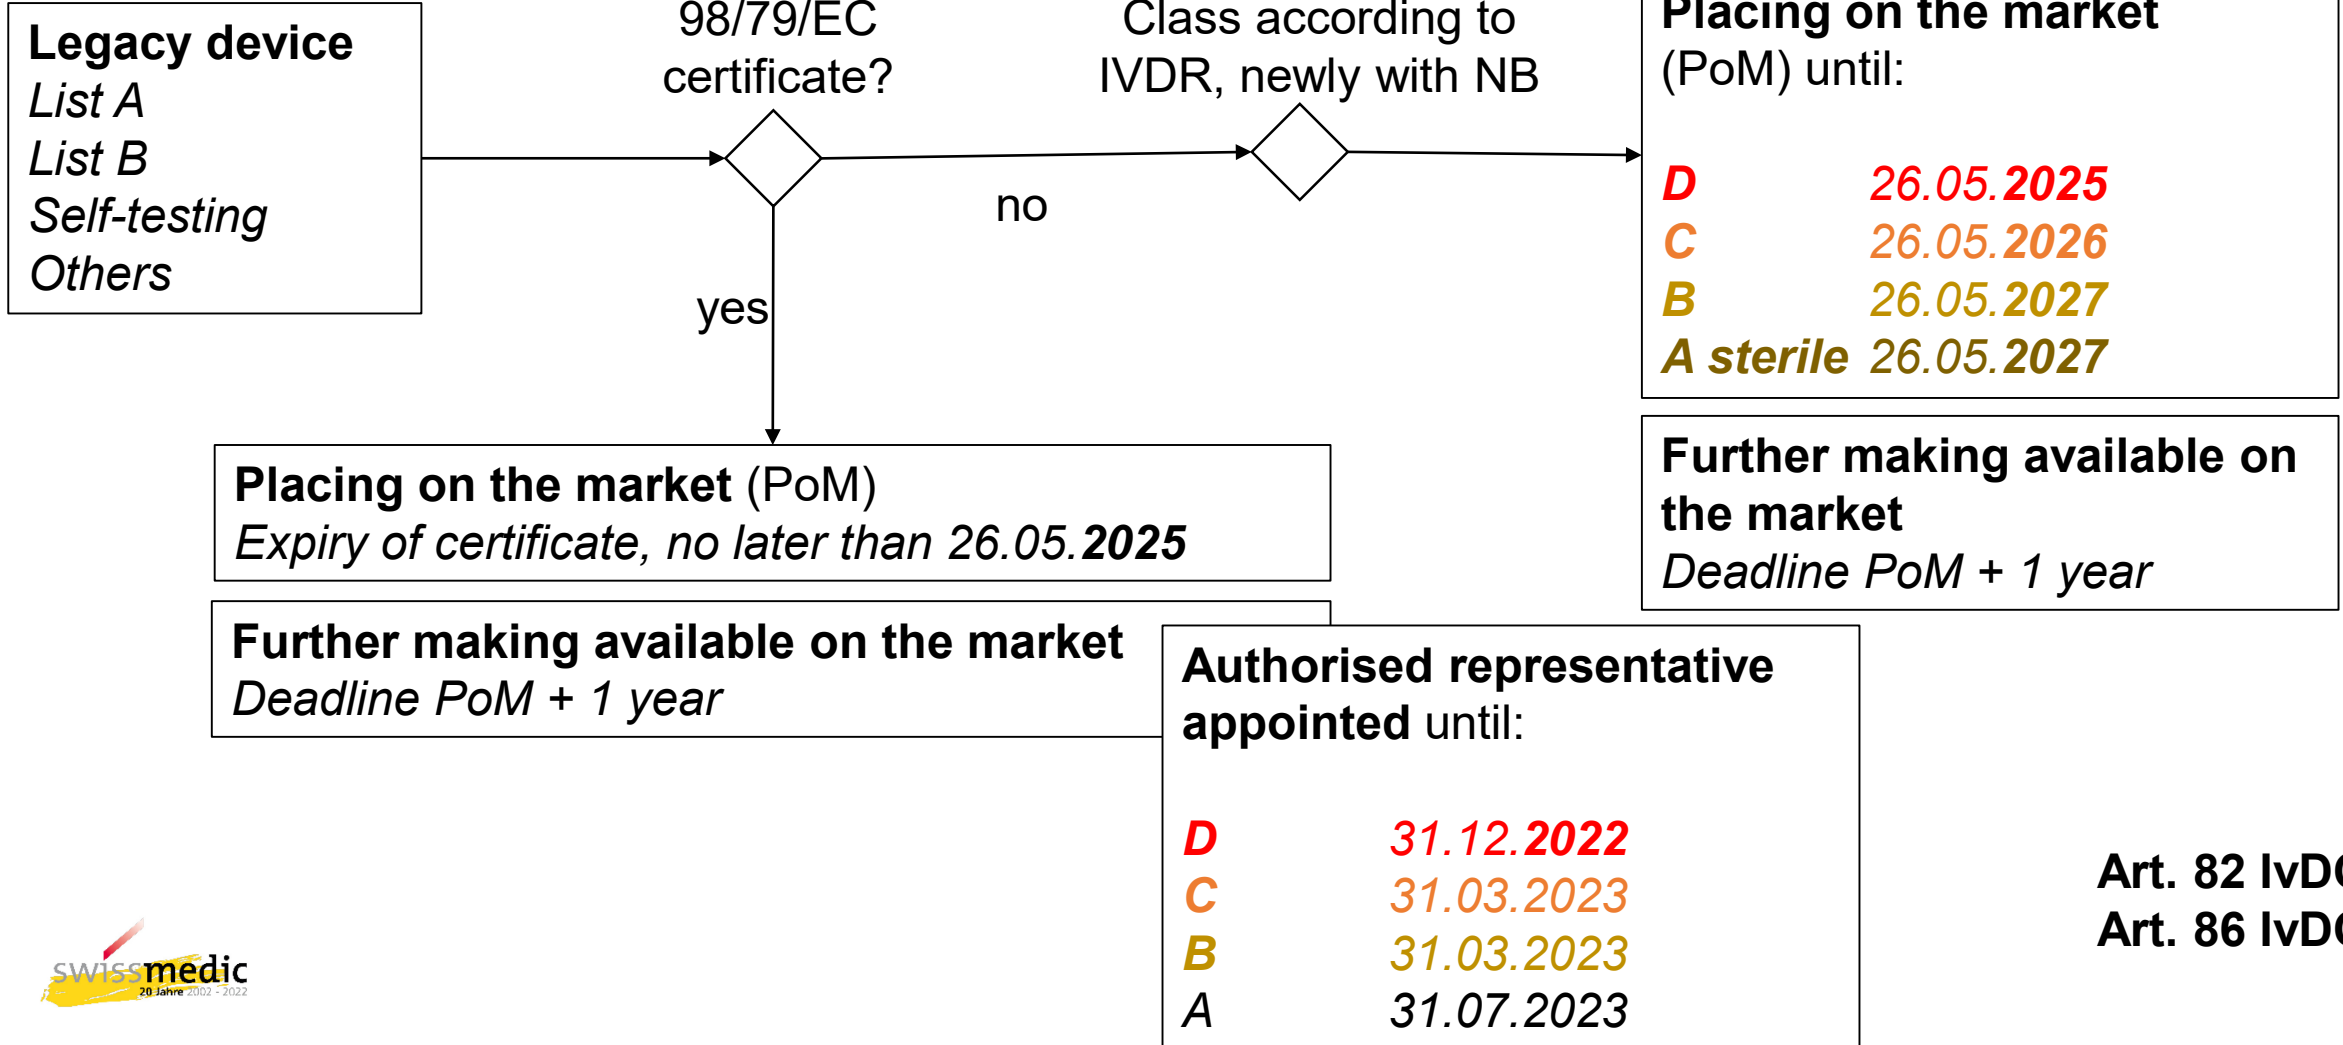 Legacy device
List A
List B
Self-testing
Others
98/79/EC
certificate?
Class according to
IVDR, newly with NB
no
yes
Placing on the market
(PoM) until:
D 26.05.2025
C 26.05.2026
B 26.05.2027
A sterile 26.05.2027
Further making available on
the market
Deadline PoM + 1 year
Placing on the market (PoM)
Expiry of certificate, no later than 26.05.2025
Further making available on the market
Deadline PoM + 1 year
Authorised representative
appointed until:
D 31.12.2022
C 31.03.2023
B 31.03.2023
A 31.07.2023
Art. 82
Art. 86
swissmedic
20 Jahre 2002 - 2022